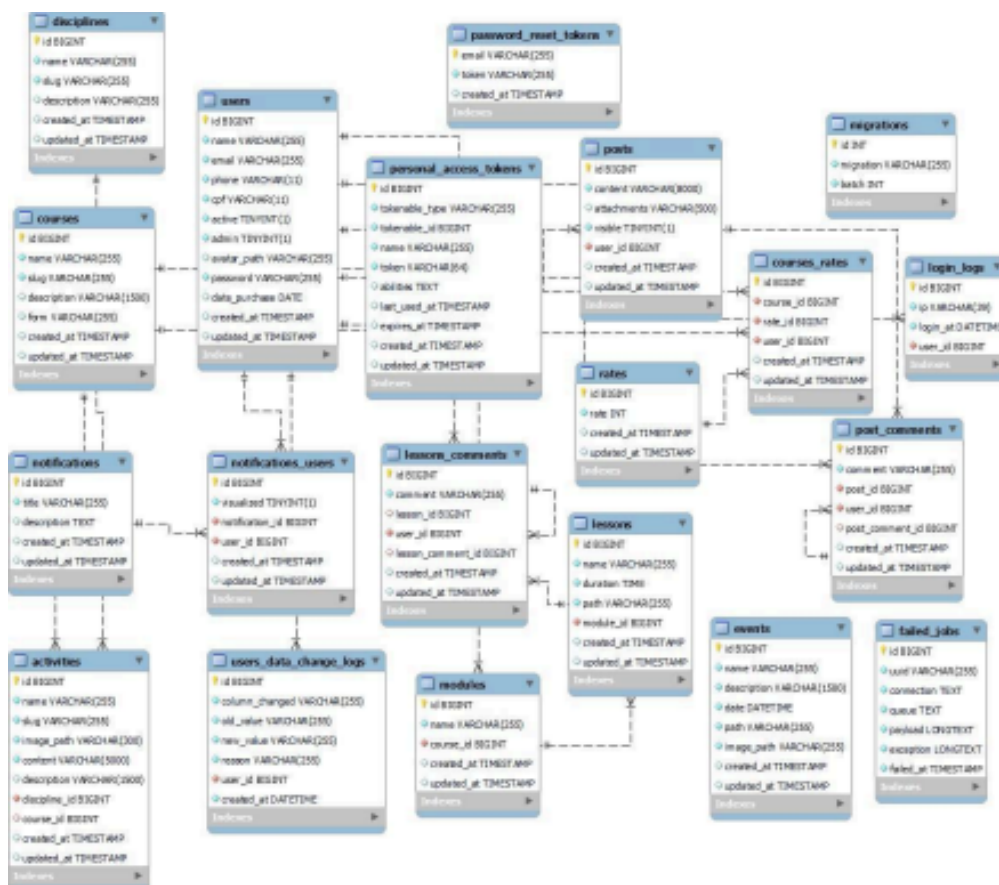 disciplines
id BIGINT
name VARCHAR(255)
slug VARCHAR(255)
description VARCHAR(255)
created_at TIMESTAMP
updated_at TIMESTAMP
Indexes
password_reset_tokens
email VARCHAR(255)
token VARCHAR(255)
created_at TIMESTAMP
Indexes
users
id BIGINT
name VARCHAR(255)
email VARCHAR(255)
phone VARCHAR(11)
cpf VARCHAR(11)
active TINYINT(1)
admin TINYINT(1)
avatar_path VARCHAR(255)
password VARCHAR(255)
data_purchase DATE
created_at TIMESTAMP
updated_at TIMESTAMP
Indexes
migrations
id INT
migration VARCHAR(255)
batch INT
Indexes
posts
id BIGINT
content VARCHAR(8000)
attachments VARCHAR(500)
visible TINYINT(1)
user_id BIGINT
created_at TIMESTAMP
updated_at TIMESTAMP
Indexes
personal_access_tokens
id BIGINT
tokenable_type VARCHAR(255)
tokenable_id BIGINT
name VARCHAR(255)
token VARCHAR(64)
abilities TEXT
last_used_at TIMESTAMP
expires_at TIMESTAMP
created_at TIMESTAMP
updated_at TIMESTAMP
Indexes
courses
id BIGINT
name VARCHAR(255)
slug VARCHAR(255)
description VARCHAR(1500)
form VARCHAR(255)
created_at TIMESTAMP
updated_at TIMESTAMP
Indexes
courses_rates
id BIGINT
course_id BIGINT
rate_id BIGINT
user_id BIGINT
created_at TIMESTAMP
updated_at TIMESTAMP
Indexes
login_logs
id BIGINT
ip VARCHAR(39)
login_at DATETIME
user_id BIGINT
Indexes
rates
id BIGINT
rate INT
created_at TIMESTAMP
updated_at TIMESTAMP
Indexes
post_comments
id BIGINT
comment VARCHAR(255)
post_id BIGINT
user_id BIGINT
post_comment_id BIGINT
created_at TIMESTAMP
updated_at TIMESTAMP
Indexes
notifications
id BIGINT
title VARCHAR(255)
description TEXT
created_at TIMESTAMP
updated_at TIMESTAMP
Indexes
notifications_users
id BIGINT
visualized TINYINT(1)
notification_id BIGINT
user_id BIGINT
created_at TIMESTAMP
updated_at TIMESTAMP
Indexes
lessons_comments
id BIGINT
comment VARCHAR(255)
lesson_id BIGINT
user_id BIGINT
lesson_comment_id BIGINT
created_at TIMESTAMP
updated_at TIMESTAMP
Indexes
lessons
id BIGINT
name VARCHAR(255)
duration TIME
path VARCHAR(255)
module_id BIGINT
created_at TIMESTAMP
updated_at TIMESTAMP
Indexes
activities
id BIGINT
name VARCHAR(255)
slug VARCHAR(255)
image_path VARCHAR(300)
content VARCHAR(5000)
description VARCHAR(1500)
discipline_id BIGINT
course_id BIGINT
created_at TIMESTAMP
updated_at TIMESTAMP
Indexes
users_data_change_logs
id BIGINT
column_changed VARCHAR(255)
old_value VARCHAR(255)
new_value VARCHAR(255)
reason VARCHAR(255)
user_id BIGINT
created_at DATETIME
Indexes
modules
id BIGINT
name VARCHAR(255)
course_id BIGINT
created_at TIMESTAMP
updated_at TIMESTAMP
Indexes
events
id BIGINT
name VARCHAR(255)
description VARCHAR(1500)
date DATETIME
path VARCHAR(255)
image_path VARCHAR(255)
created_at TIMESTAMP
updated_at TIMESTAMP
Indexes
failed_jobs
id BIGINT
uuid VARCHAR(255)
connection TEXT
queue TEXT
payload LONGTEXT
exception LONGTEXT
failed_at TIMESTAMP
Indexes